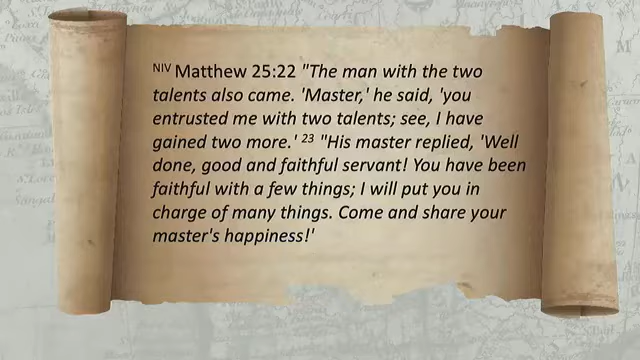 NIV Matthew 25:22 "The man with the two
talents also came. 'Master,' he said, 'you
entrusted me with two talents; see, I have
gained two more.' 23 "His master replied, 'Well
done, good and faithful servant! You have been
faithful with a few things; I will put you in
charge of many things. Come and share your
master's happiness!'